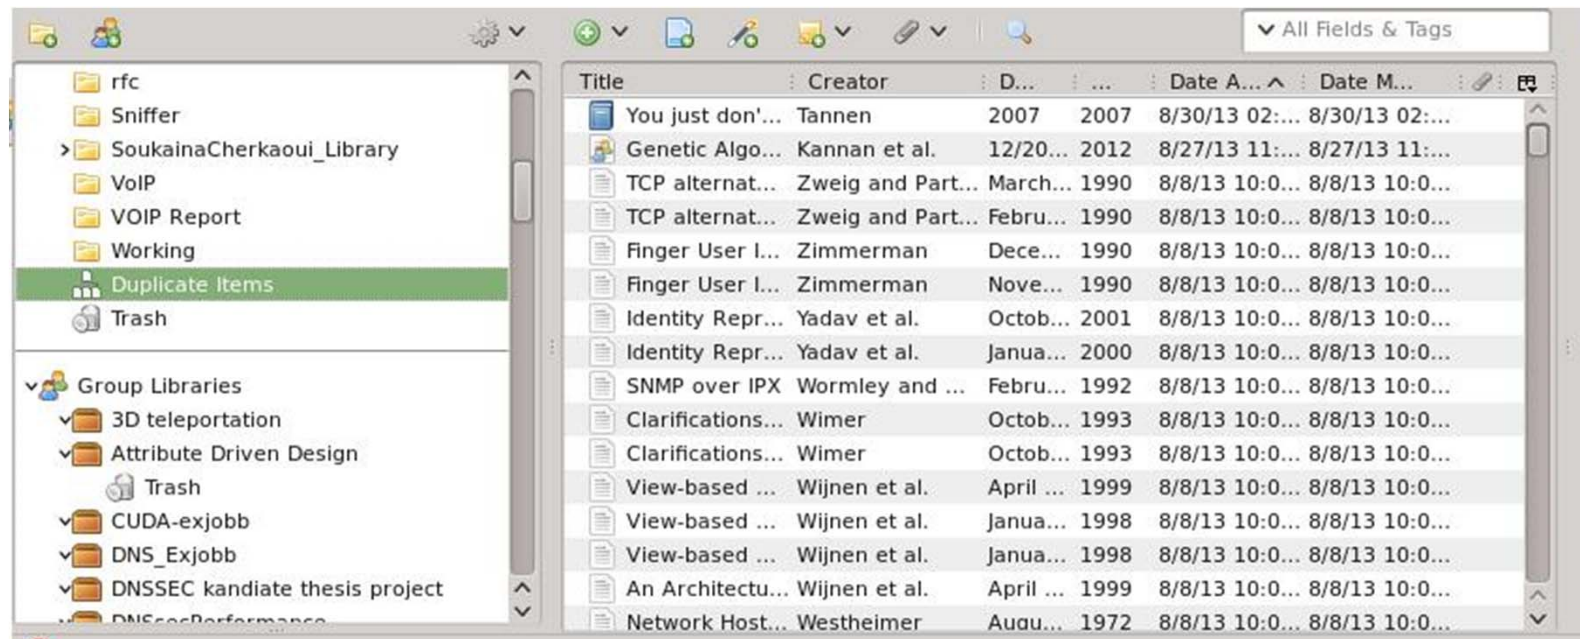 All Fields & Tags
rfc
Sniffer
SoukainaCherkaoui_Library
VoIP
VOIP Report
Working
Duplicate Items
Trash
Group Libraries
3D teleportation
Attribute Driven Design
Trash
CUDA-exjobb
DNS_Exjobb
DNSSEC kandiate thesis project
DNSsecPerformance
Title Creator D... ... Date A... Date M...
You just don'... Tannen 2007 2007 8/30/13 02:... 8/30/13 02:...
Genetic Algo... Kannan et al. 12/20... 2012 8/27/13 11:... 8/27/13 11:...
TCP alternat... Zweig and Part... March... 1990 8/8/13 10:0... 8/8/13 10:0...
TCP alternat... Zweig and Part... Febru... 1990 8/8/13 10:0... 8/8/13 10:0...
Finger User I... Zimmerman Dece... 1990 8/8/13 10:0... 8/8/13 10:0...
Finger User I... Zimmerman Nove... 1990 8/8/13 10:0... 8/8/13 10:0...
Identity Repr... Yadav et al. Octob... 2001 8/8/13 10:0... 8/8/13 10:0...
Identity Repr... Yadav et al. Janua... 2000 8/8/13 10:0... 8/8/13 10:0...
SNMP over IPX Wormley and ... Febru... 1992 8/8/13 10:0... 8/8/13 10:0...
Clarifications... Wimer Octob... 1993 8/8/13 10:0... 8/8/13 10:0...
Clarifications... Wimer Octob... 1993 8/8/13 10:0... 8/8/13 10:0...
View-based ... Wijnen et al. April ... 1999 8/8/13 10:0... 8/8/13 10:0...
View-based ... Wijnen et al. Janua... 1998 8/8/13 10:0... 8/8/13 10:0...
View-based ... Wijnen et al. Janua... 1998 8/8/13 10:0... 8/8/13 10:0...
An Architectu... Wijnen et al. April ... 1999 8/8/13 10:0... 8/8/13 10:0...
Network Host... Westheimer Augu... 1972 8/8/13 10:0... 8/8/13 10:0...